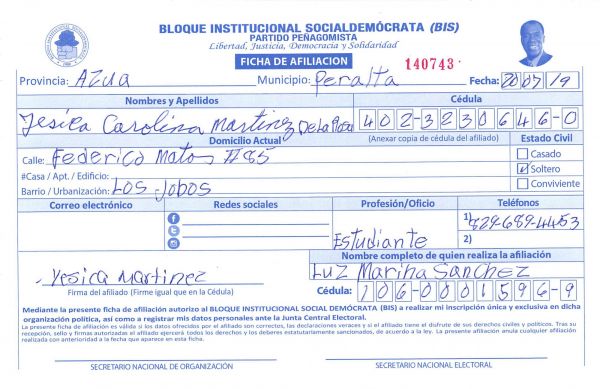 BLOQUE INSTITUCIONAL SOCIALDEMÓCRATA (BIS)
PARTIDO PEÑAGOMISTA
Libertad, Justicia, Democracia y Solidaridad
FICHA DE AFILIACION
140743
Provincia: AZUA Municipio: Peralta Fecha: 20/07/19
Nombres y Apellidos Cédula
Yesica Carolina Martinez De La Rosa 402-3230646-0
Domicilio Actual (Anexar copia de cédula del afiliado) Estado Civil
Calle: Federico Matos #85 Casado
#Casa / Apt. / Edificio: Soltero
Barrio / Urbanización: Los Jobos Conviviente
Correo electrónico Redes sociales Profesión/Oficio Teléfonos
1) 829-689-4453
Estudiante 2)
Nombre completo de quien realiza la afiliación
Yesica Martinez Luz Marina Sanchez
Firma del afiliado (Firme igual que en la Cédula) Cédula: 106-0001596-9
Mediante la presente ficha de afiliación autorizo al BLOQUE INSTITUCIONAL SOCIAL DEMÓCRATA (BIS) a realizar mi inscripción única y exclusiva en dicha
organización política, así como a registrar mis datos personales ante la Junta Central Electoral.
La presente ficha de afiliación es válida si los datos ofrecidos por el afiliado son correctos, las declaraciones veraces y si el afiliado tiene el disfrute de sus derechos civiles y políticos. Tras su
recepción, sello y firmas autorizadas el afiliado ejercerá todos los derechos y los deberes estatutariamente sancionados, de acuerdo a la ley. La presente afiliación anula cualquier afiliación
realizada con anterioridad a la fecha que aparece en esta ficha.
SECRETARIO NACIONAL DE ORGANIZACIÓN SECRETARIO NACIONAL ELECTORAL